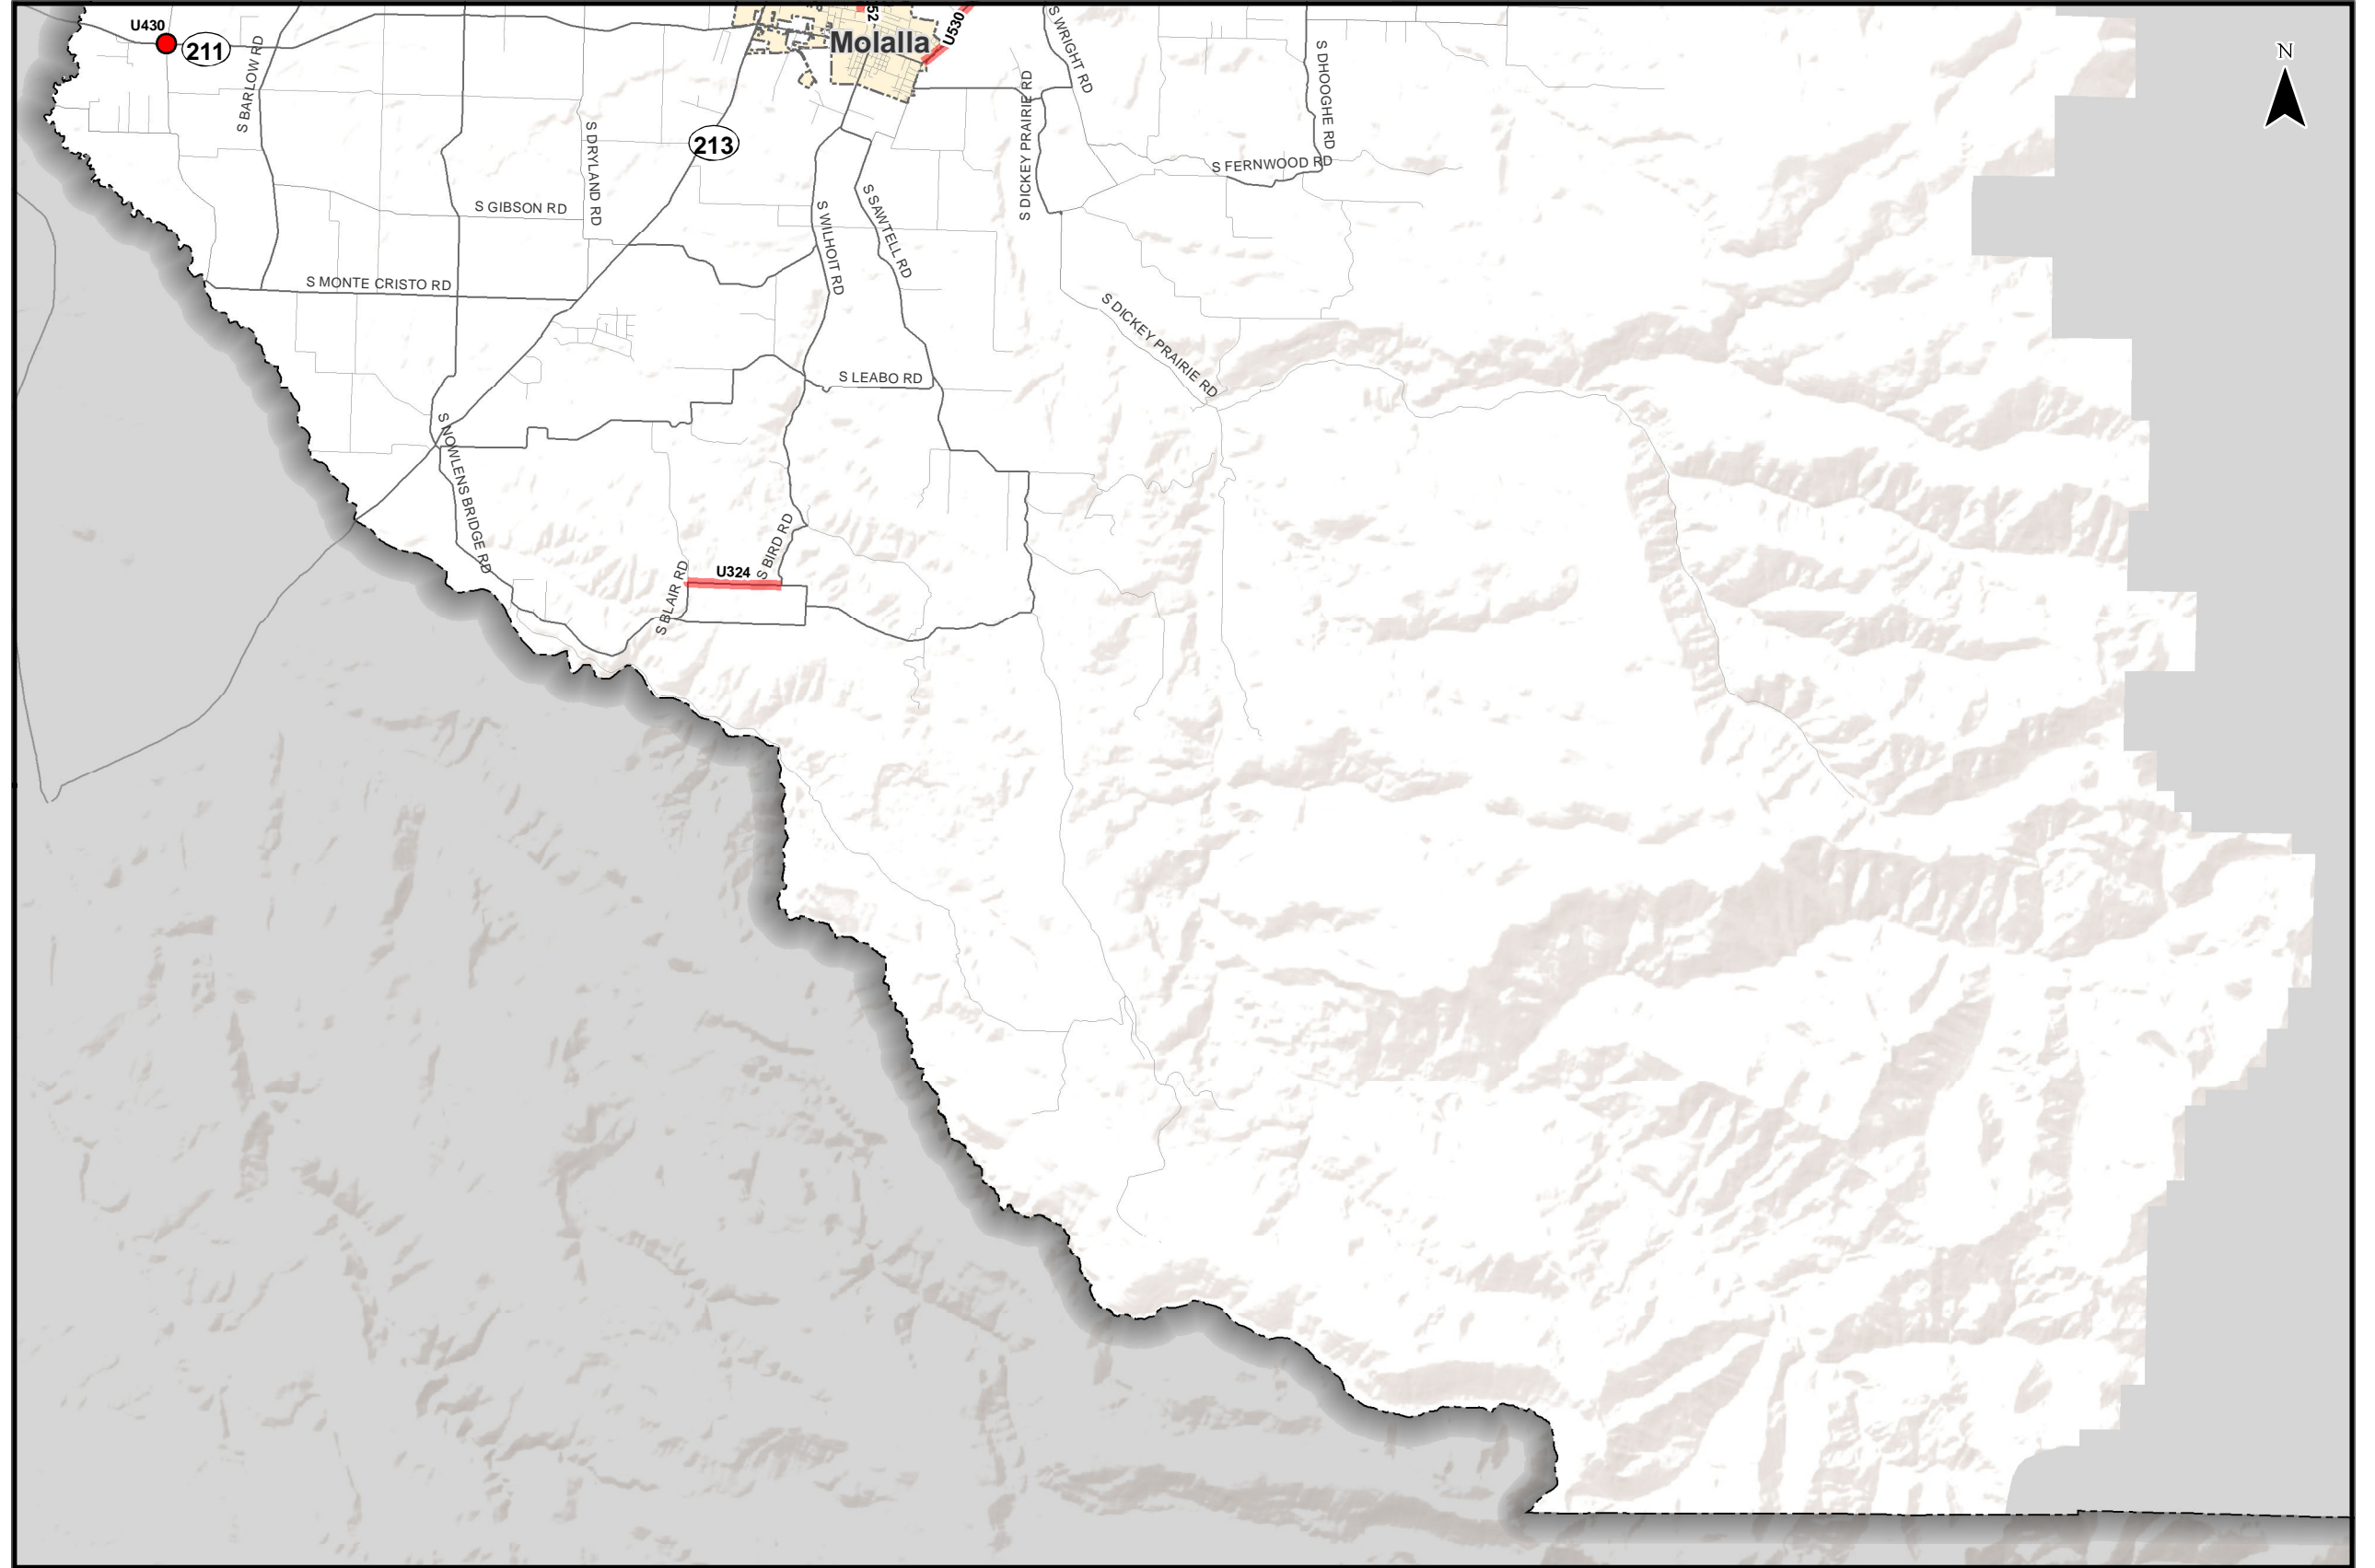 U430
211
S BARLOW RD
52
U530
Molalla
S WRIGHT RD
S DHOOGHE RD
N
S DICKEY PRAIRIE RD
S DRYLAND RD
213
S FERNWOOD RD
S GIBSON RD
S WILHOIT RD
S SAWTELL RD
S MONTE CRISTO RD
S DICKEY PRAIRIE RD
S LEABO RD
S NOWLENS BRIDGE RD
S BIRD RD
U324
S BLAIR RD